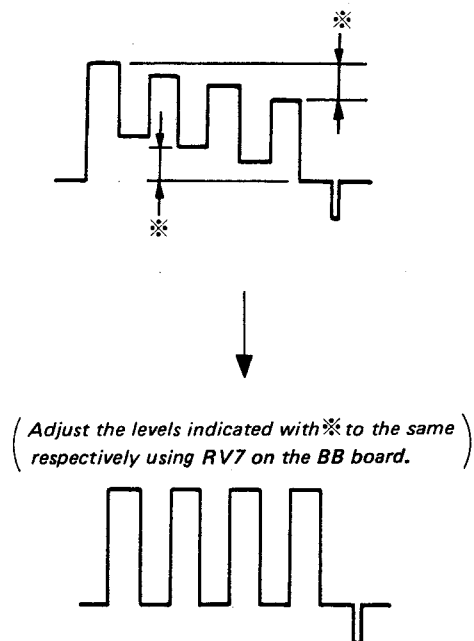 ※
※
( Adjust the levels indicated with ※ to the same
respectively using RV7 on the BB board. )